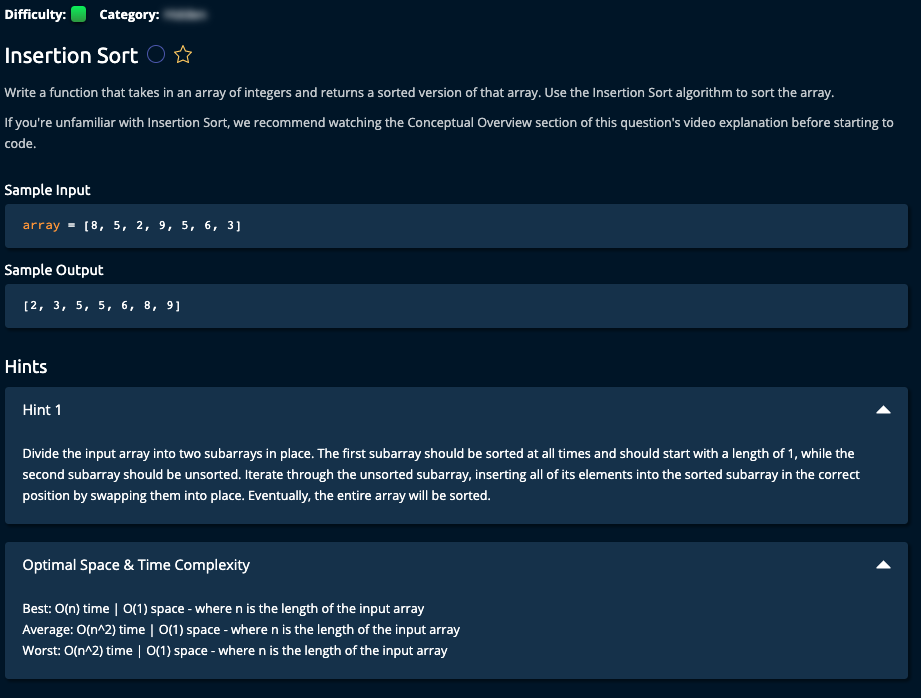 Difficulty: Category:
Insertion Sort
Write a function that takes in an array of integers and returns a sorted version of that array. Use the Insertion Sort algorithm to sort the array.
If you're unfamiliar with Insertion Sort, we recommend watching the Conceptual Overview section of this question's video explanation before starting to
code.
Sample Input
array = [8, 5, 2, 9, 5, 6, 3]
Sample Output
[2, 3, 5, 5, 6, 8, 9]
Hints
Hint 1
Divide the input array into two subarrays in place. The first subarray should be sorted at all times and should start with a length of 1, while the
second subarray should be unsorted. Iterate through the unsorted subarray, inserting all of its elements into the sorted subarray in the correct
position by swapping them into place. Eventually, the entire array will be sorted.
Optimal Space & Time Complexity
Best: O(n) time | O(1) space - where n is the length of the input array
Average: O(n^2) time | O(1) space - where n is the length of the input array
Worst: O(n^2) time | O(1) space - where n is the length of the input array